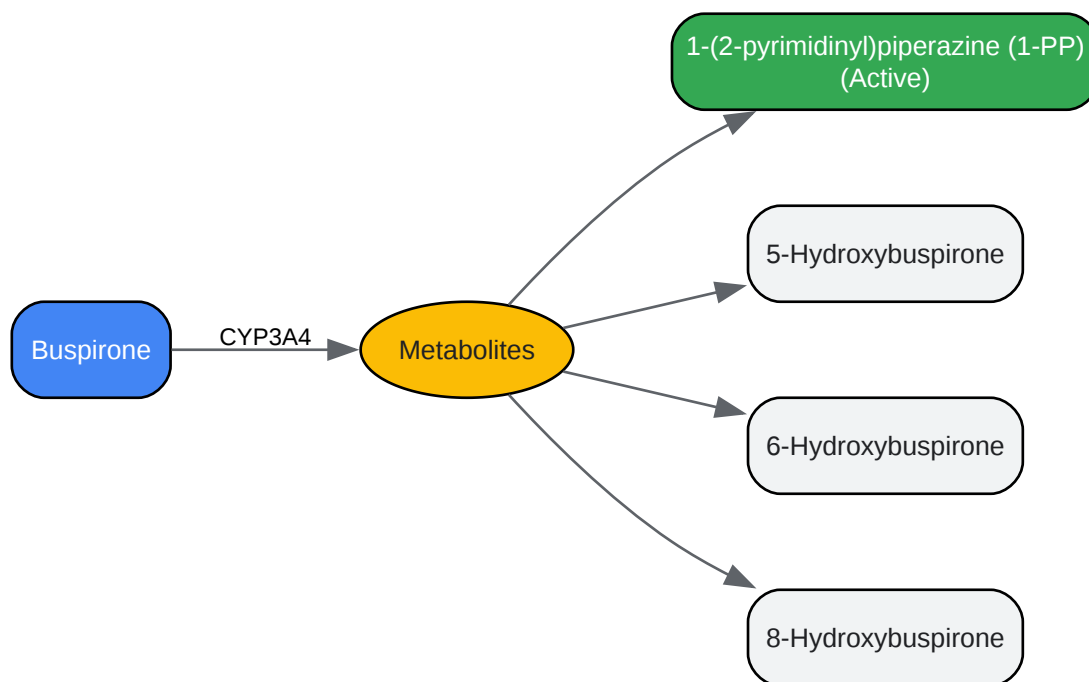 1-(2-pyrimidinyl)piperazine (1-PP)
(Active)
5-Hydroxybuspirone
Buspirone
CYP3A4
Metabolites
6-Hydroxybuspirone
8-Hydroxybuspirone